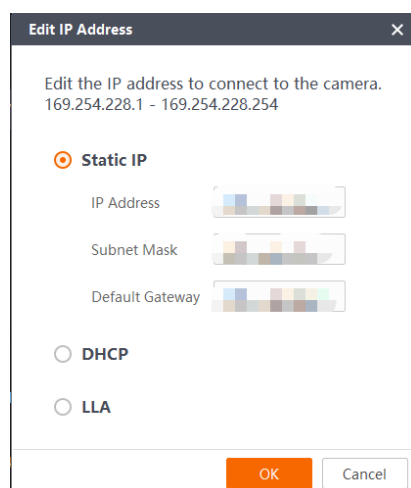 Edit IP Address
Edit the IP address to connect to the camera.
169.254.228.1 - 169.254.228.254
Static IP
IP Address
Subnet Mask
Default Gateway
DHCP
LLA
OK Cancel